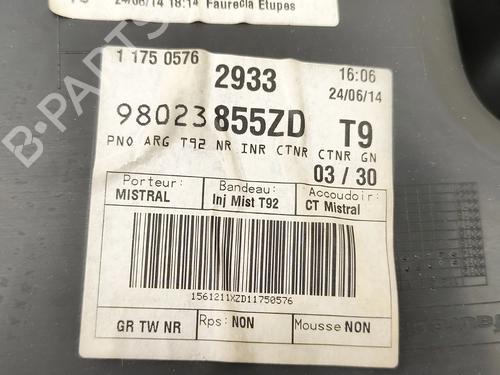 24/06/14 18:14 Faurecia Etupes
1 175 0576
2933
16:06
24/06/14
98023 855ZD T9
PNO ARG T92 NR INR CTNR CTNR GN
03 / 30
Porteur: MISTRAL
Bandeau: Inj Mist T92
Accoudoir: CT Mistral
1561211XZD11750576
GR TW NR
Rps: NON
Mousse NON
B-PARTS